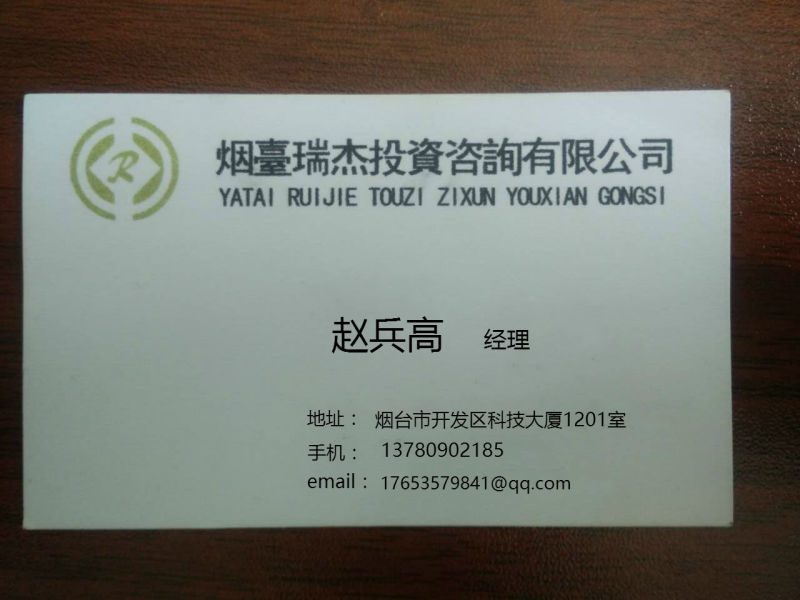 烟臺瑞杰投資咨詢有限公司
YATAI RUIJIE TOUZI ZIXUN YOUXIAN GONGSI
R
赵兵高 经理
地址： 烟台市开发区科技大厦1201室
手机： 13780902185
email： 17653579841@qq.com